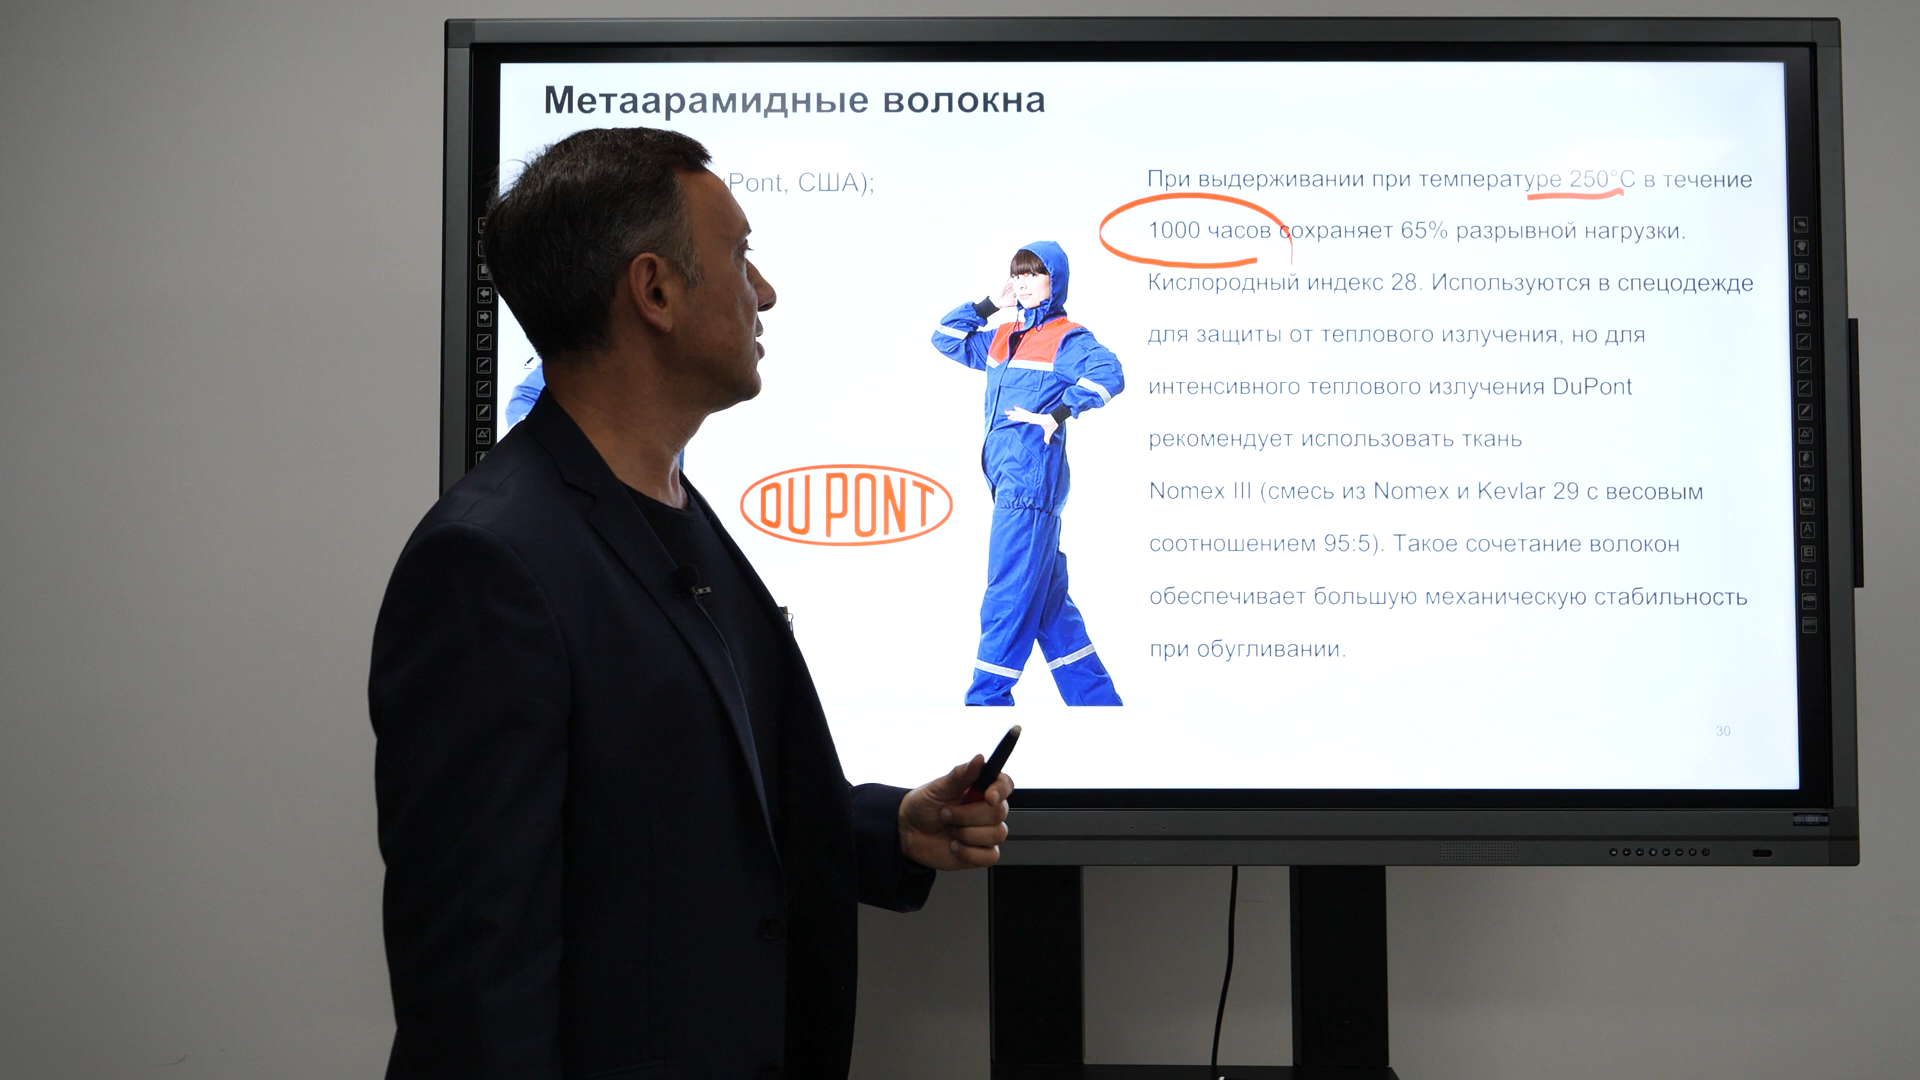 Метаарамидные волокна
Pont, США);
При выдерживании при температуре 250°С в течение
1000 часов сохраняет 65% разрывной нагрузки.
Кислородный индекс 28. Используются в спецодежде
для защиты от теплового излучения, но для
интенсивного теплового излучения DuPont
рекомендует использовать ткань
Nomex III (смесь из Nomex и Kevlar 29 с весовым
соотношением 95:5). Такое сочетание волокон
обеспечивает большую механическую стабильность
при обугливании.
DU PONT
30